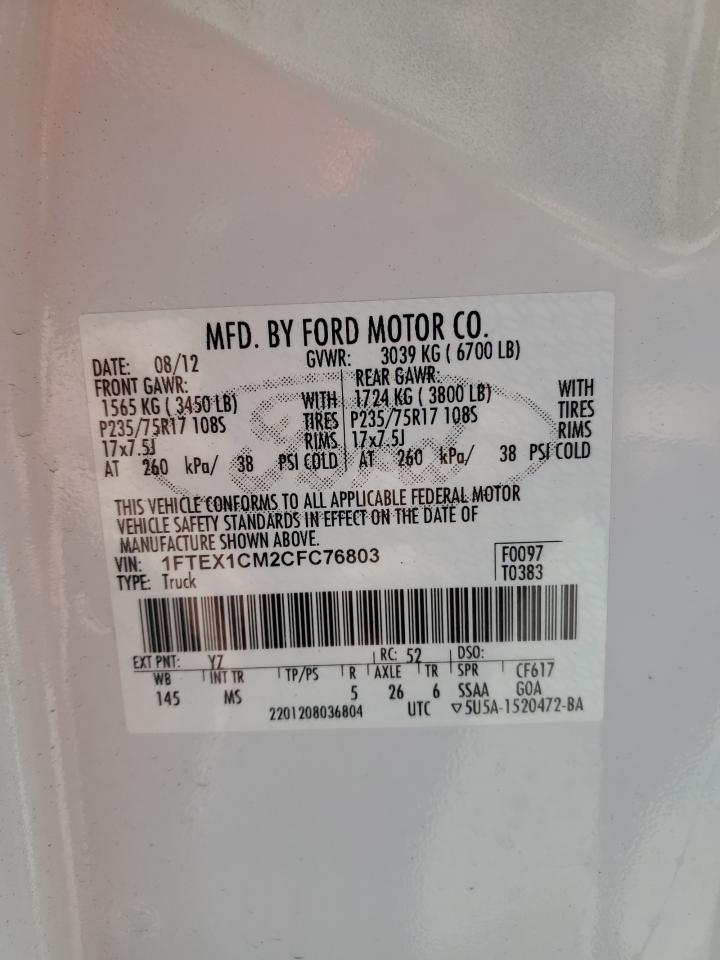 MFD. BY FORD MOTOR CO.
DATE: 08/12 GVWR: 3039 KG ( 6700 LB)
FRONT GAWR: REAR GAWR:
1565 KG ( 3450 LB) WITH 1724 KG ( 3800 LB) WITH
P235/75R17 108S TIRES P235/75R17 108S TIRES
17x7.5J RIMS 17x7.5J RIMS
AT 260 kPa/ 38 PSI COLD AT 260 kPa/ 38 PSI COLD
THIS VEHICLE CONFORMS TO ALL APPLICABLE FEDERAL MOTOR
VEHICLE SAFETY STANDARDS IN EFFECT ON THE DATE OF
MANUFACTURE SHOWN ABOVE.
VIN: 1FTEX1CM2CFC76803 F0097
TYPE: Truck T0383
EXT PNT: YZ RC: 52 DSO:
WB INT TR TP/PS R AXLE TR SPR CF617
145 MS 5 26 6 SSAA GOA
2201208036804 UTC ▽5U5A-1520472-BA